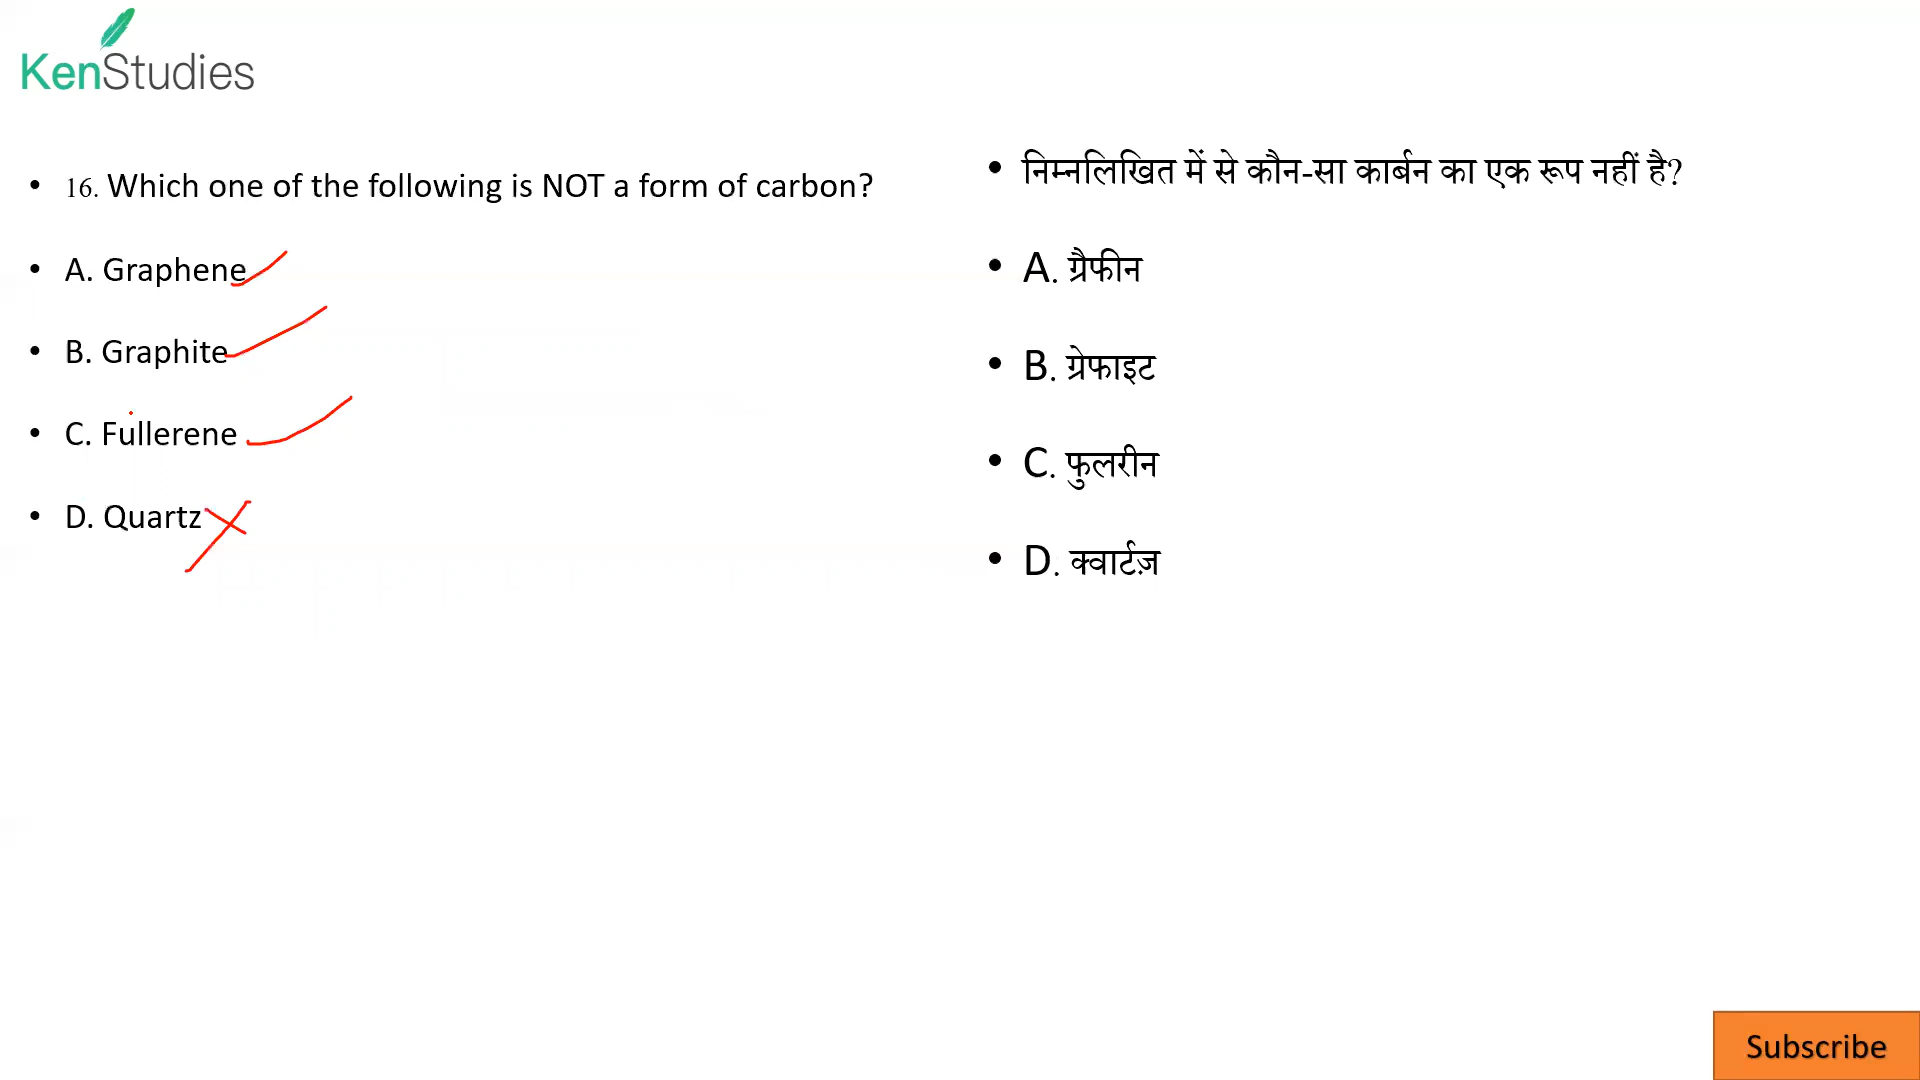 KenStudies
• 16. Which one of the following is NOT a form of carbon?
• A. Graphene
• B. Graphite
• C. Fullerene
• D. Quartz
• निम्नलिखित में से कौन-सा कार्बन का एक रूप नहीं है?
• A. ग्रैफीन
• B. ग्रेफाइट
• C. फुलरीन
• D. क्वार्टज़
Subscribe